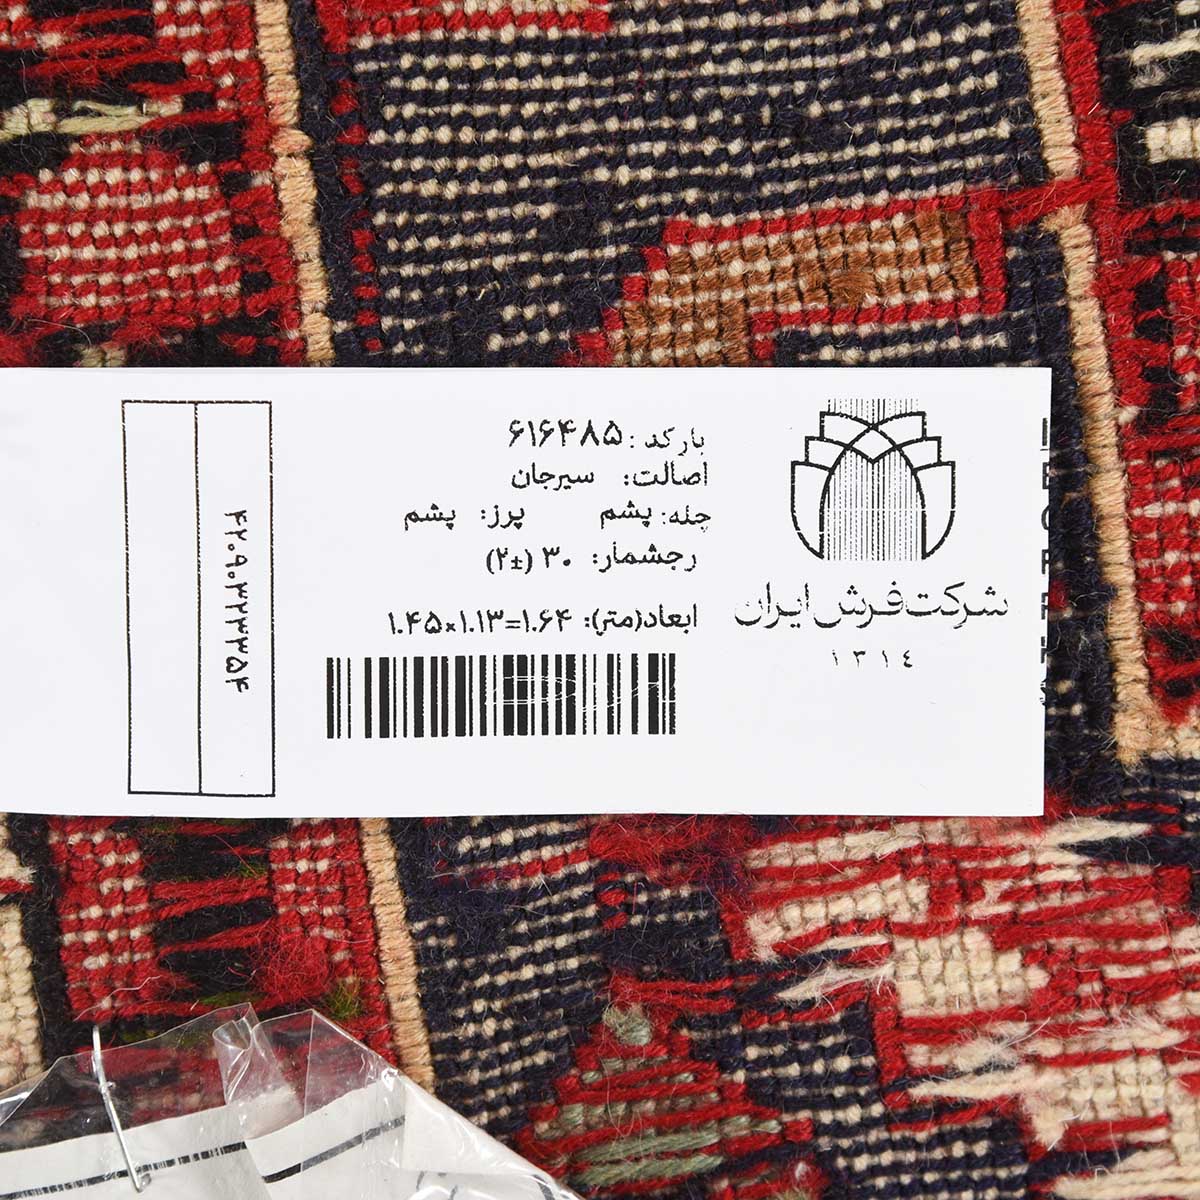 بارکد: ۶۱۶۴۸۵
اصالت: سیرجان
چله: پشم پرز: پشم
رجشمار: ۳۰ (±۲)
ابعاد(متر): ۱.۴۵×۱.۱۳=۱.۶۴
شرکت فرش ایران
۱۳۱٤
۴۲۰۹۰۳۲۳۳۵۴